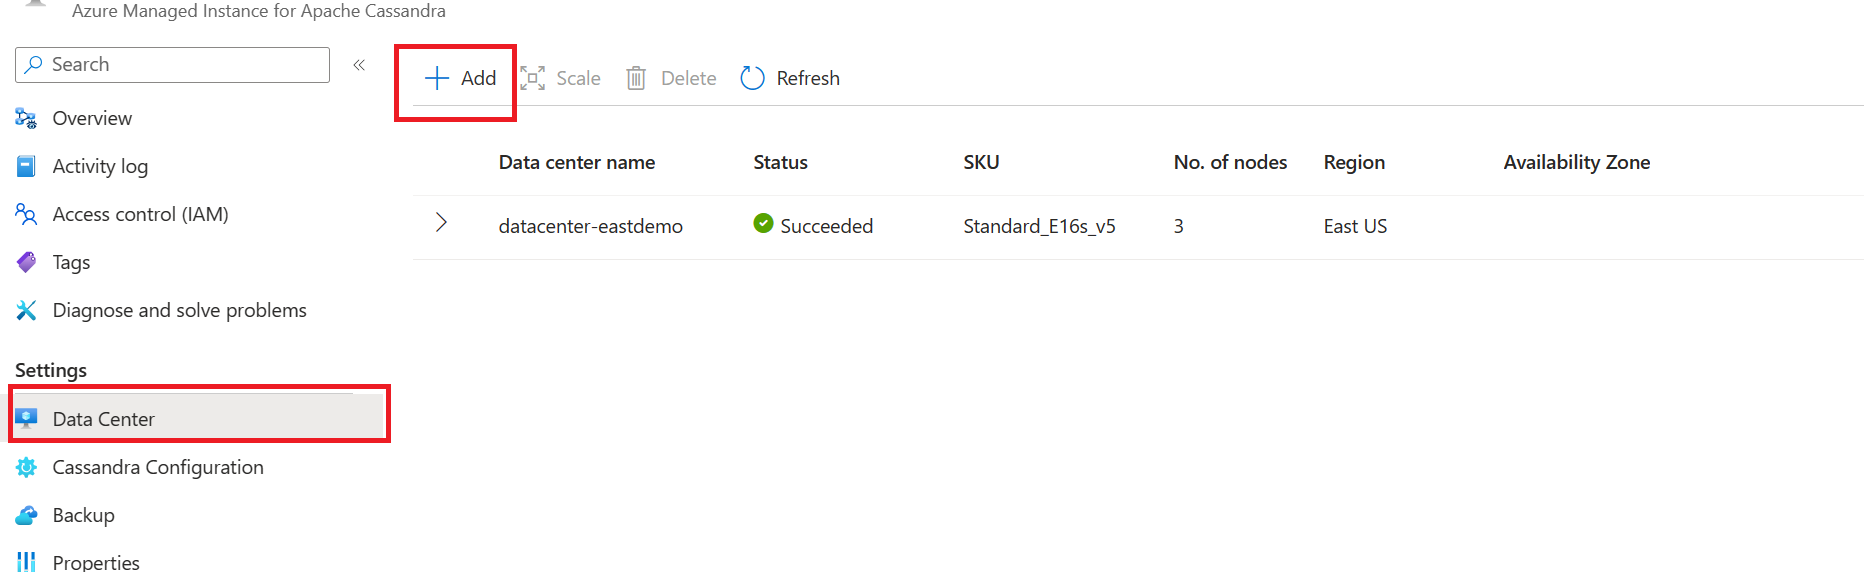 Azure Managed Instance for Apache Cassandra
Search
Overview
Activity log
Access control (IAM)
Tags
Diagnose and solve problems
Settings
Data Center
Cassandra Configuration
Backup
Properties
Add Scale Delete Refresh
Data center name Status SKU No. of nodes Region Availability Zone
datacenter-eastdemo Succeeded Standard_E16s_v5 3 East US